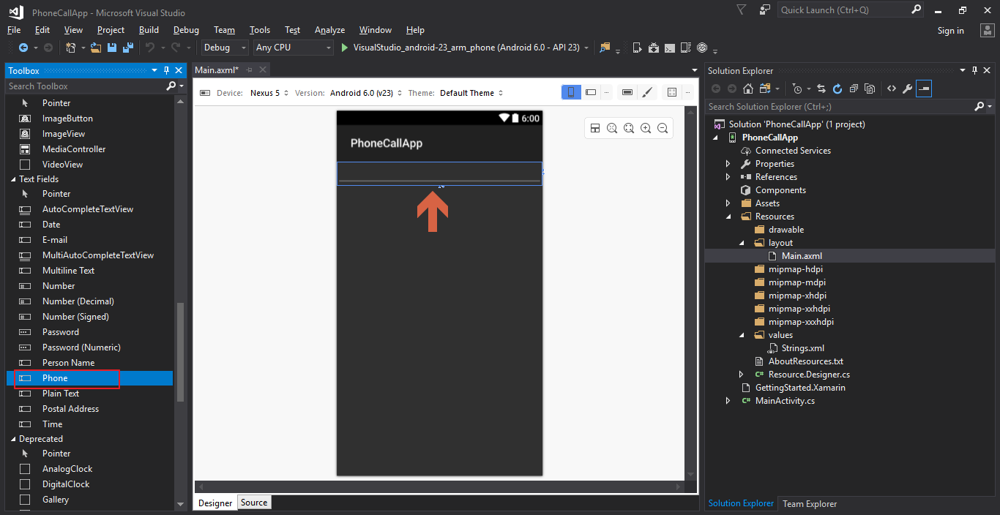 PhoneCallApp - Microsoft Visual Studio
Quick Launch (Ctrl+Q)
File Edit View Project Build Debug Team Tools Test Analyze Window Help
Sign in
Debug Any CPU VisualStudio_android-23_arm_phone (Android 6.0 - API 23)
Toolbox
Search Toolbox
Pointer
ImageButton
ImageView
MediaController
VideoView
Text Fields
Pointer
AutoCompleteTextView
Date
E-mail
MultiAutoCompleteTextView
Multiline Text
Number
Number (Decimal)
Number (Signed)
Password
Password (Numeric)
Person Name
Phone
Plain Text
Postal Address
Time
Deprecated
Pointer
AnalogClock
DigitalClock
Gallery
Main.axml*
Device: Nexus 5 Version: Android 6.0 (v23) Theme: Default Theme
6:00
PhoneCallApp
Designer Source
Solution Explorer
Search Solution Explorer (Ctrl+;)
Solution 'PhoneCallApp' (1 project)
PhoneCallApp
Connected Services
Properties
References
Components
Assets
Resources
drawable
layout
Main.axml
mipmap-hdpi
mipmap-mdpi
mipmap-xhdpi
mipmap-xxhdpi
mipmap-xxxhdpi
values
Strings.xml
AboutResources.txt
C# Resource.Designer.cs
GettingStarted.Xamarin
C# MainActivity.cs
Solution Explorer Team Explorer